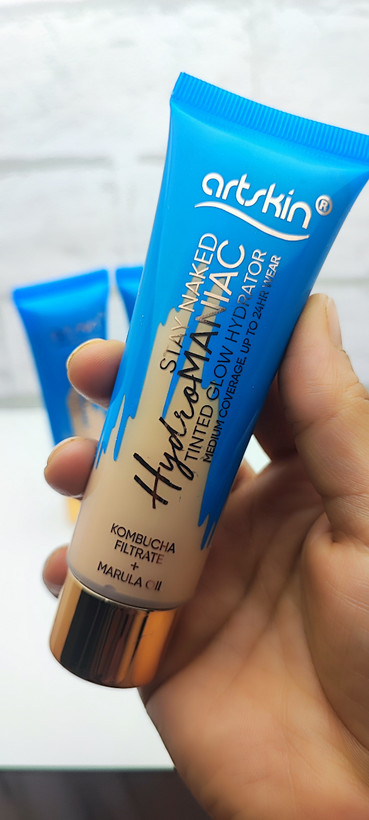 artskin®
STAY NAKED
HydroMANIAC
TINTED GLOW HYDRATOR
MEDIUM COVERAGE. UP TO 24HR WEAR
KOMBUCHA
FILTRATE
+
MARULA Oil